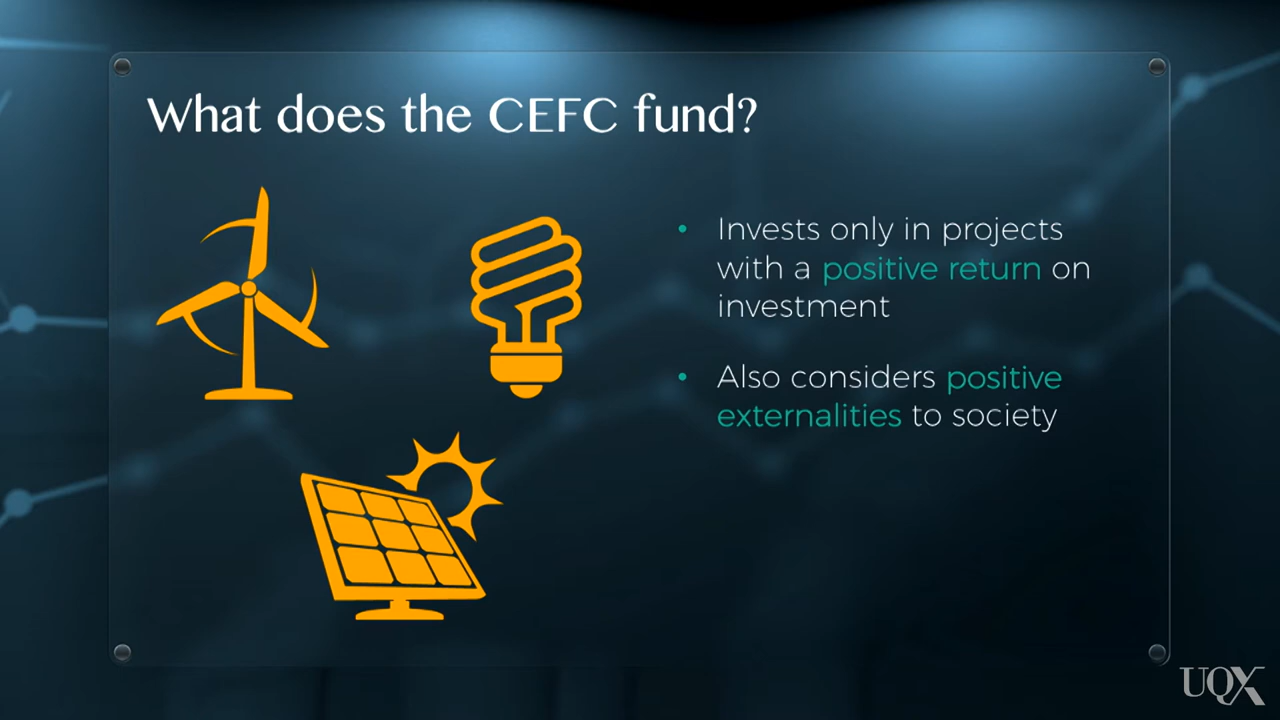 What does the CEFC fund?
• Invests only in projects
with a positive return on
investment
• Also considers positive
externalities to society
UQX